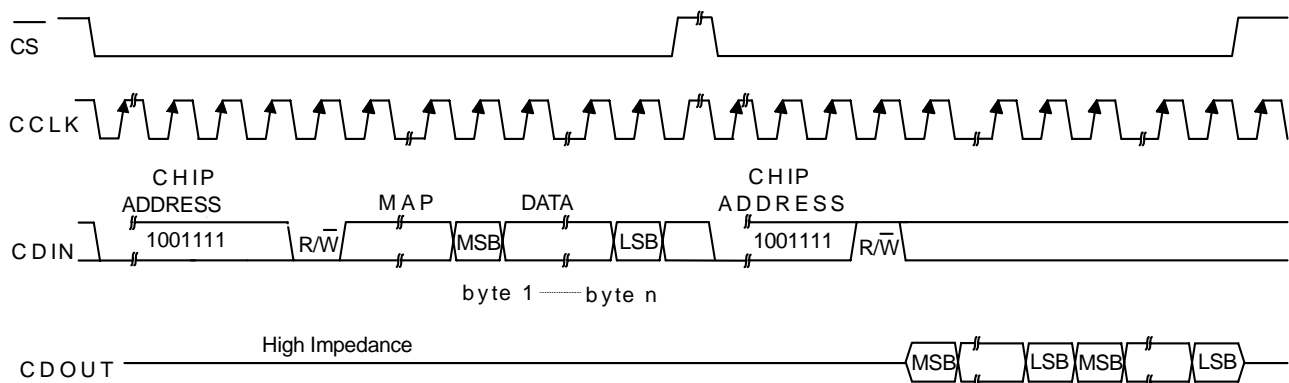 CS
CCLK
CHIP
ADDRESS
MAP
DATA
CHIP
ADDRESS
CDIN
1001111
R/W
MSB
LSB
1001111
R/W
byte 1 byte n
High Impedance
CDOUT
MSB
LSB
MSB
LSB